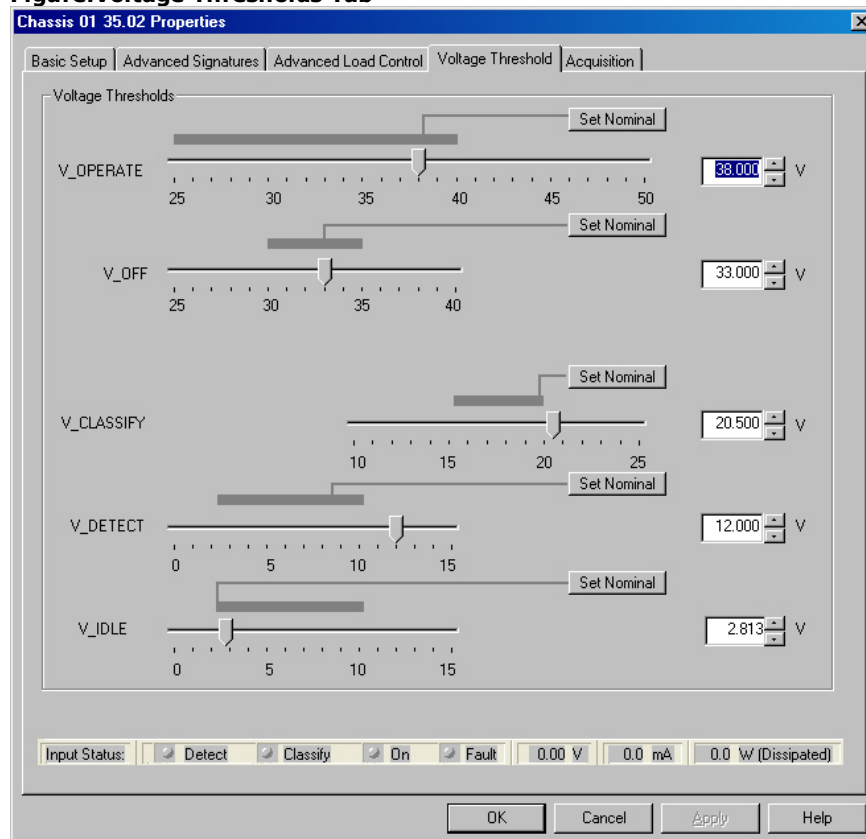 Figure:Voltage Thresholds Tab
Chassis 01 35.02 Properties
Basic Setup Advanced Signatures Advanced Load Control Voltage Threshold Acquisition
Voltage Thresholds
Set Nominal
V_OPERATE 38.000 V
25 30 35 40 45 50
Set Nominal
V_OFF 33.000 V
25 30 35 40
Set Nominal
V_CLASSIFY 20.500 V
10 15 20 25
Set Nominal
V_DETECT 12.000 V
0 5 10 15
Set Nominal
V_IDLE 2.813 V
0 5 10 15
Input Status: Detect Classify On Fault 0.00 V 0.0 mA 0.0 W (Dissipated)
OK Cancel Apply Help